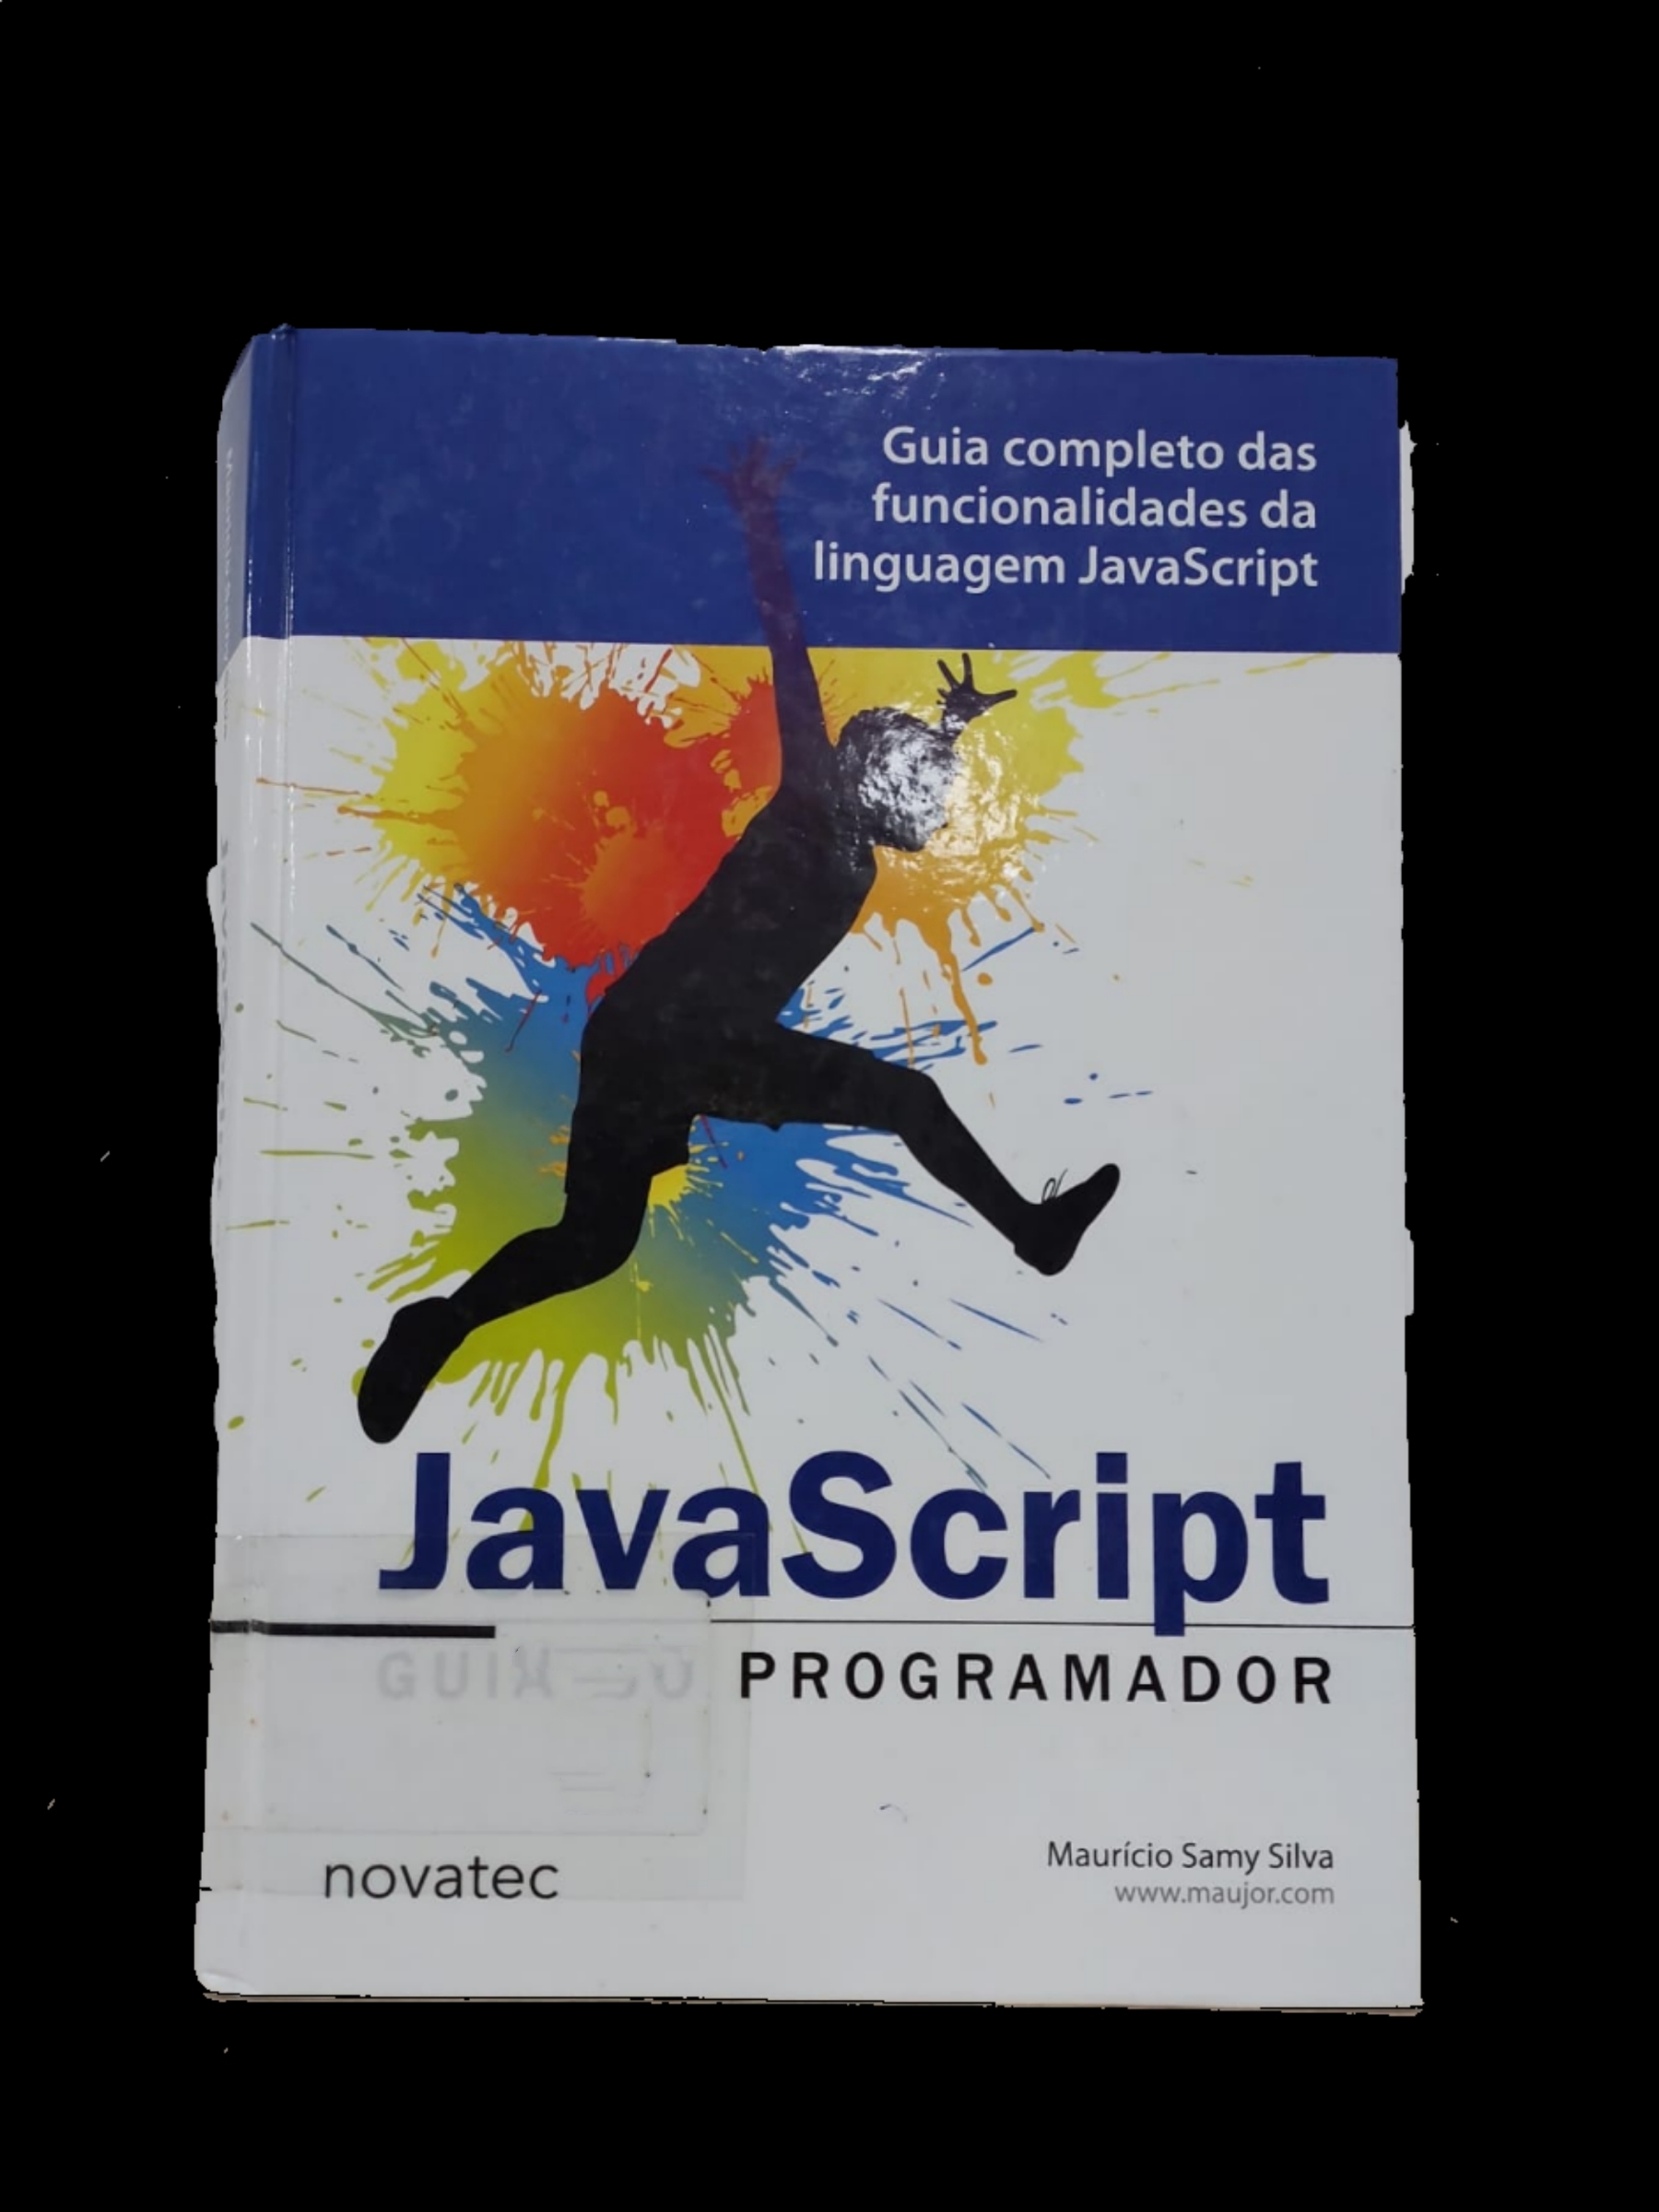 Guia completo das
funcionalidades da
linguagem JavaScript
JavaScript
GUIA DO PROGRAMADOR
novatec
Maurício Samy Silva
www.maujor.com